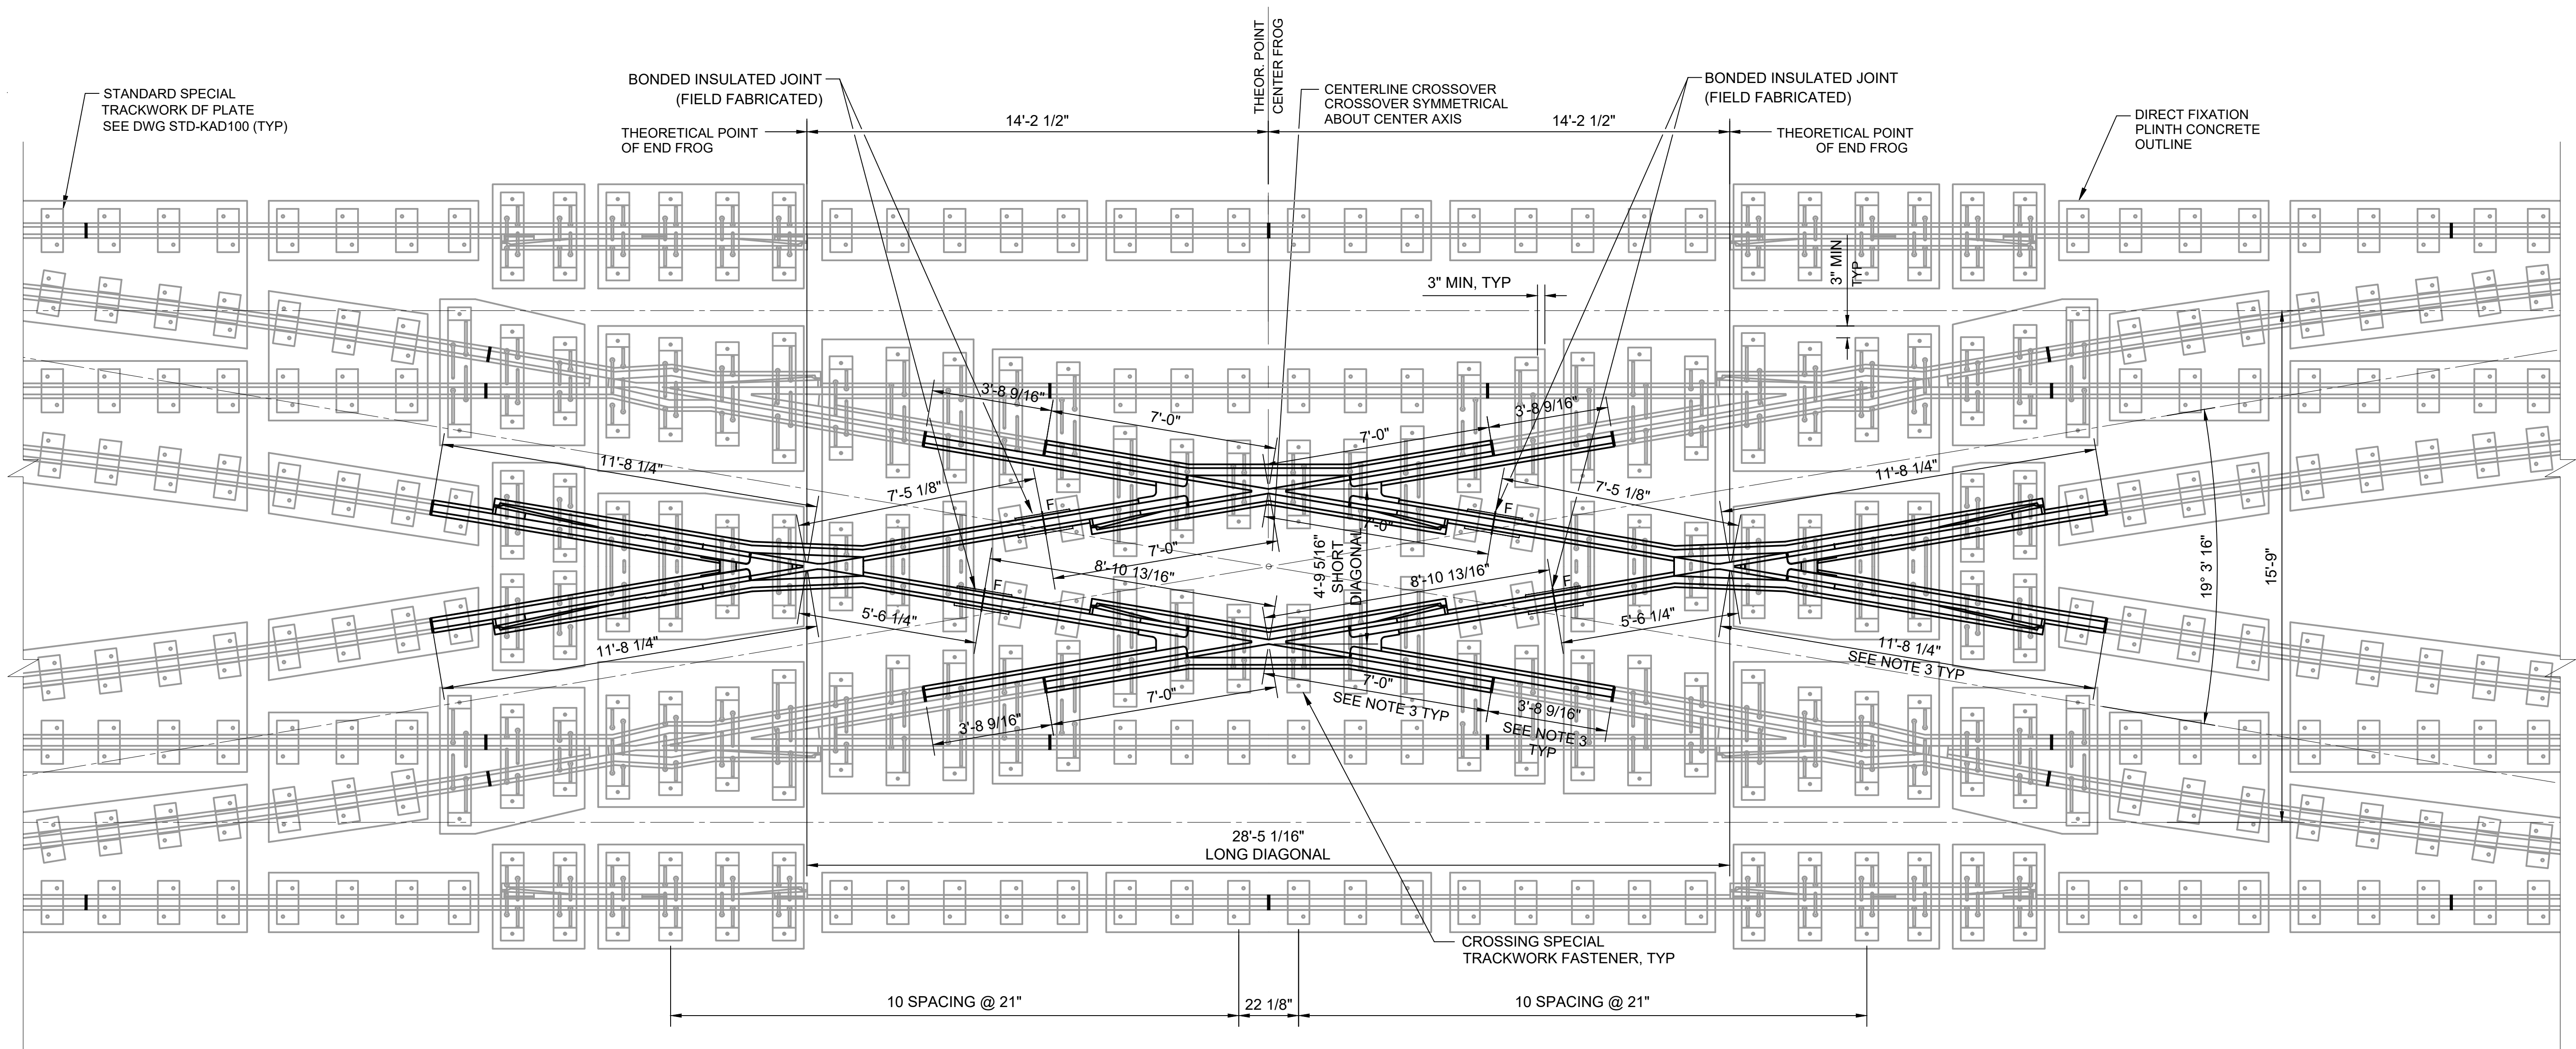 THEOR. POINT
CENTER FROG
BONDED INSULATED JOINT
(FIELD FABRICATED)
BONDED INSULATED JOINT
(FIELD FABRICATED)
STANDARD SPECIAL
TRACKWORK DF PLATE
SEE DWG STD-KAD100 (TYP)
CENTERLINE CROSSOVER
CROSSOVER SYMMETRICAL
ABOUT CENTER AXIS
DIRECT FIXATION
PLINTH CONCRETE
OUTLINE
14'-2 1/2"
14'-2 1/2"
THEORETICAL POINT
OF END FROG
THEORETICAL POINT
OF END FROG
3" MIN
TYP
3" MIN, TYP
3'-8 9/16"
7'-0"
7'-0"
3'-8 9/16"
11'-8 1/4"
7'-5 1/8"
F
7'-5 1/8"
F
11'-8 1/4"
7'-0"
7'-0"
8'-10 13/16"
4'-9 5/16"
SHORT
DIAGONAL
8'-10 13/16"
F
F
19° 3' 16"
15'-9"
5'-6 1/4"
5'-6 1/4"
11'-8 1/4"
11'-8 1/4"
SEE NOTE 3 TYP
7'-0"
3'-8 9/16"
7'-0"
SEE NOTE 3 TYP
3'-8 9/16"
SEE NOTE 3
TYP
28'-5 1/16"
LONG DIAGONAL
CROSSING SPECIAL
TRACKWORK FASTENER, TYP
10 SPACING @ 21"
22 1/8"
10 SPACING @ 21"